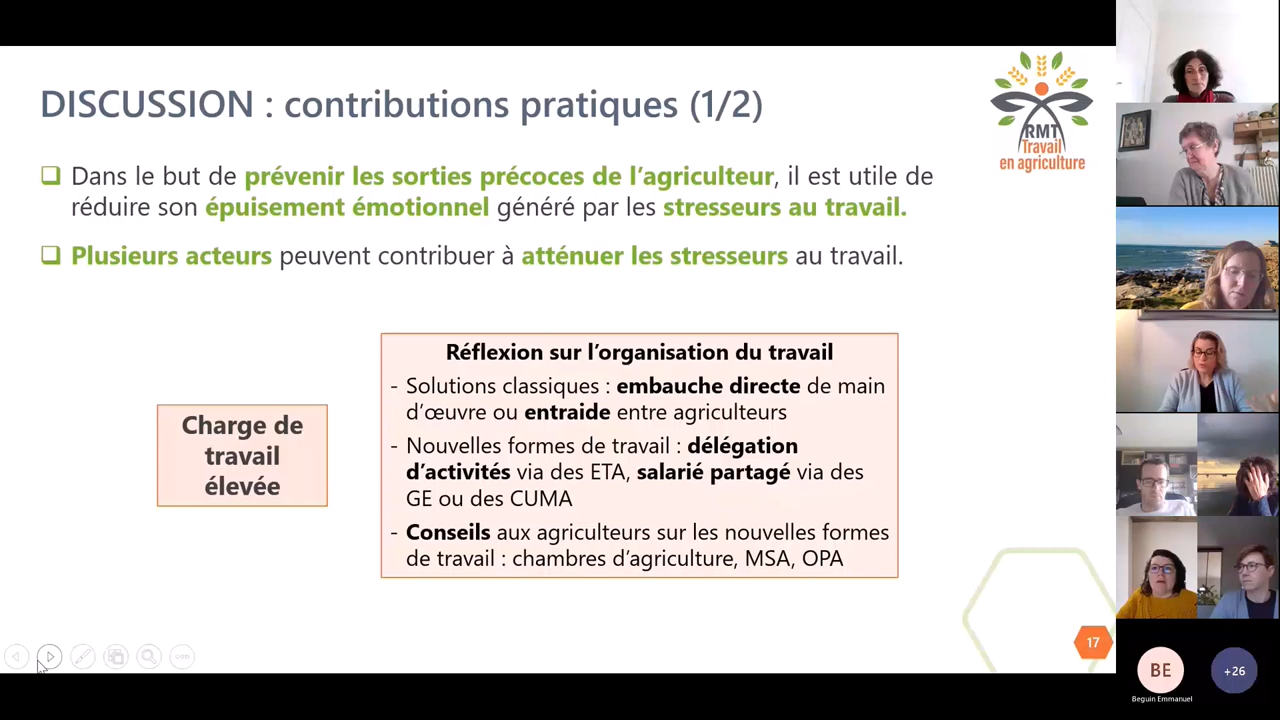 DISCUSSION : contributions pratiques (1/2)
RMT
Travail
en agriculture
❑ Dans le but de prévenir les sorties précoces de l’agriculteur, il est utile de
réduire son épuisement émotionnel généré par les stresseurs au travail.
❑ Plusieurs acteurs peuvent contribuer à atténuer les stresseurs au travail.
Charge de
travail
élevée
Réflexion sur l’organisation du travail
- Solutions classiques : embauche directe de main
d’œuvre ou entraide entre agriculteurs
- Nouvelles formes de travail : délégation
d’activités via des ETA, salarié partagé via des
GE ou des CUMA
- Conseils aux agriculteurs sur les nouvelles formes
de travail : chambres d’agriculture, MSA, OPA
17
BE
Beguin Emmanuel
+26